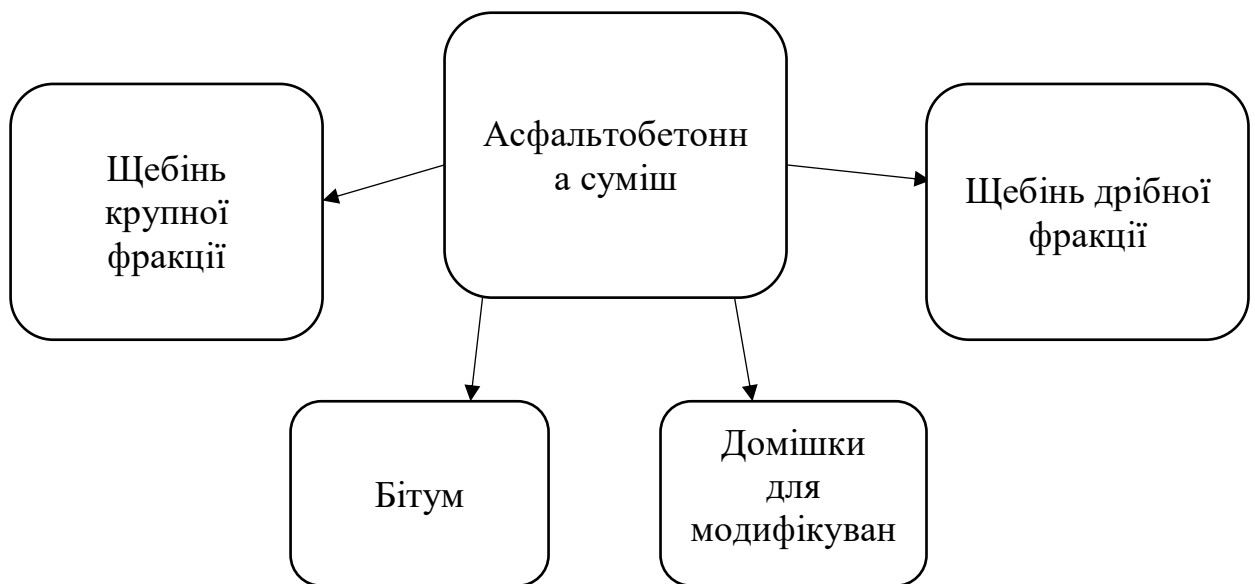 Асфальтобетонн
а суміш
Щебінь
крупної
фракції
Щебінь дрібної
фракції
Бітум
Домішки
для
модифікуван